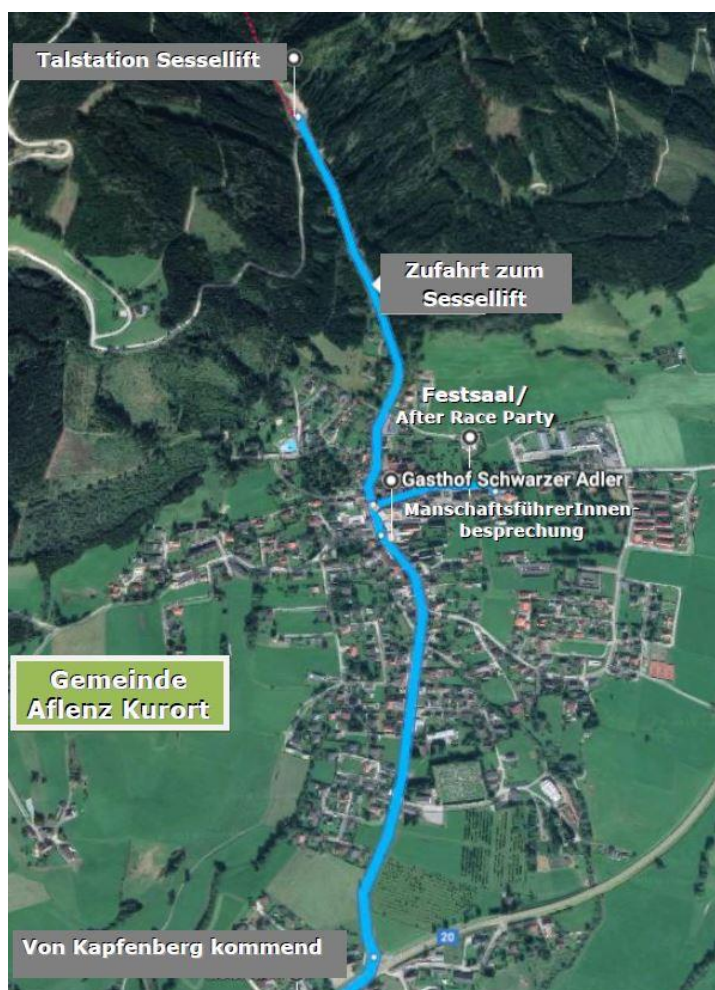 Talstation Sessellift
Zufahrt zum
Sessellift
Festsaal/
After Race Party
Gasthof Schwarzer Adler
ManschaftsführerInnen-
besprechung
Gemeinde
Aflenz Kurort
20
Von Kapfenberg kommend